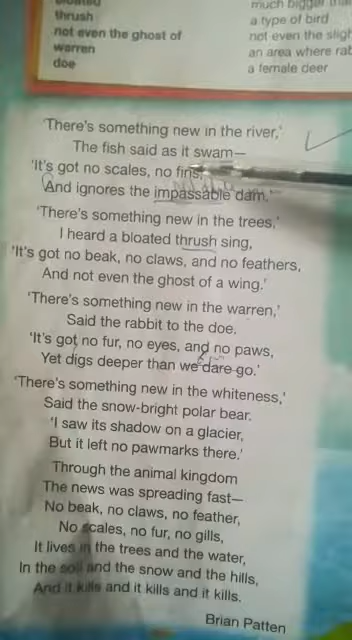 bloated
much bigger than
thrush
a type of bird
not even the ghost of
not even the sligh
warren
an area where rab
doe
a female deer
'There's something new in the river,'
The fish said as it swam—
'It's got no scales, no fins,
And ignores the impassable dam.'
'There's something new in the trees,'
I heard a bloated thrush sing,
'It's got no beak, no claws, and no feathers,
And not even the ghost of a wing.'
'There's something new in the warren,'
Said the rabbit to the doe.
'It's got no fur, no eyes, and no paws,
Yet digs deeper than we dare go.'
'There's something new in the whiteness,'
Said the snow-bright polar bear.
'I saw its shadow on a glacier,
But it left no pawmarks there.'
Through the animal kingdom
The news was spreading fast—
No beak, no claws, no feather,
No scales, no fur, no gills,
It lives in the trees and the water,
In the soil and the snow and the hills,
And it kills and it kills and it kills.
Brian Patten